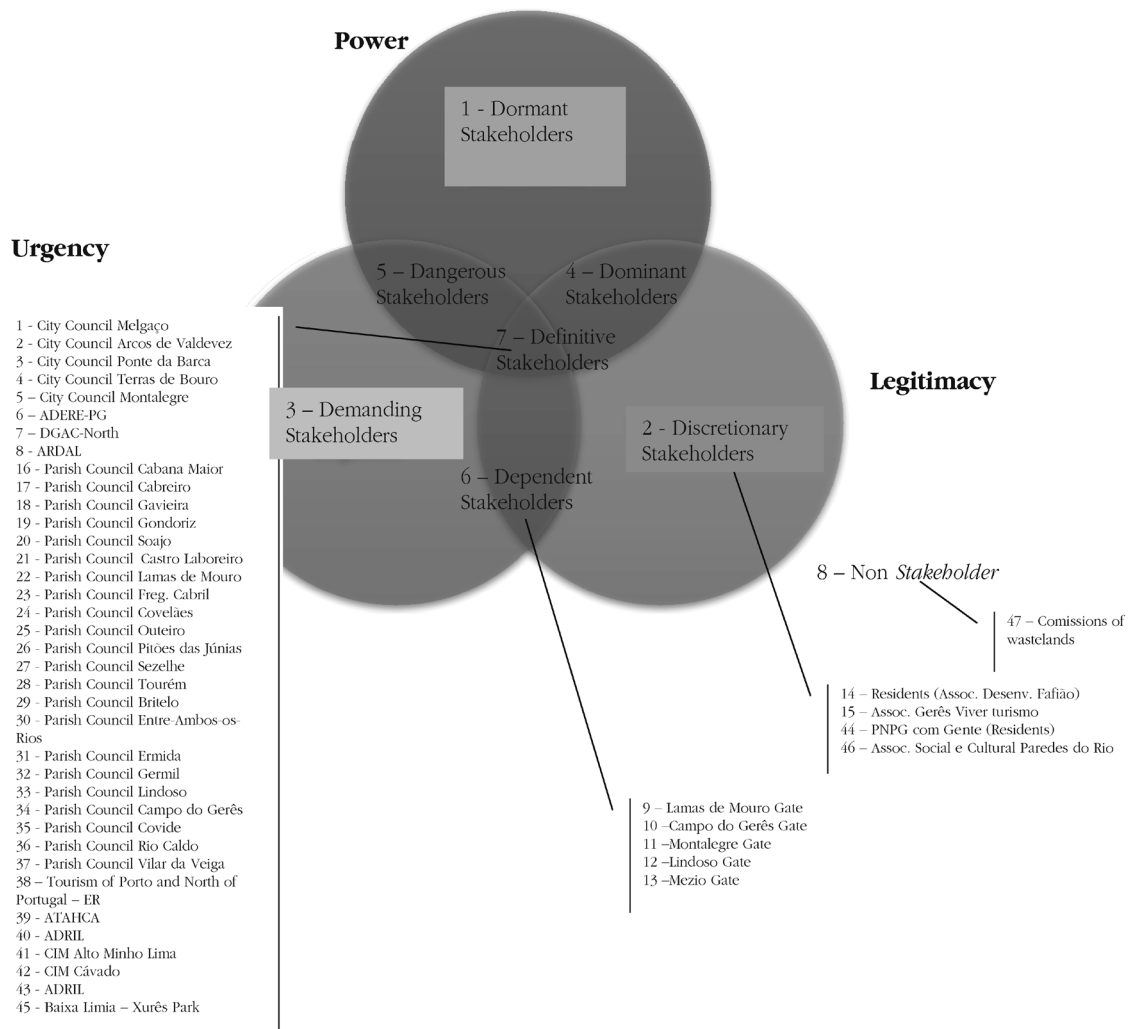 Power
1 - Dormant
Stakeholders
Urgency
5 – Dangerous
Stakeholders
4 – Dominant
Stakeholders
7 – Definitive
Stakeholders
Legitimacy
3 – Demanding
Stakeholders
2 - Discretionary
Stakeholders
6 – Dependent
Stakeholders
1 - City Council Melgaço
2 - City Council Arcos de Valdevez
3 - City Council Ponte da Barca
4 - City Council Terras de Bouro
5 – City Council Montalegre
6 – ADERE-PG
7 – DGAC-North
8 - ARDAL
16 - Parish Council Cabana Maior
17 - Parish Council Cabreiro
18 - Parish Council Gavieira
19 - Parish Council Gondoriz
20 - Parish Council Soajo
21 - Parish Council Castro Laboreiro
22 - Parish Council Lamas de Mouro
23 - Parish Council Freg. Cabril
24 - Parish Council Covelães
25 - Parish Council Outeiro
26 - Parish Council Pitões das Júnias
27 - Parish Council Sezelhe
28 - Parish Council Tourém
29 - Parish Council Britelo
30 - Parish Council Entre-Ambos-os-
Rios
31 - Parish Council Ermida
32 - Parish Council Germil
33 - Parish Council Lindoso
34 - Parish Council Campo do Gerês
35 - Parish Council Covide
36 - Parish Council Rio Caldo
37 - Parish Council Vilar da Veiga
38 – Tourism of Porto and North of
Portugal – ER
39 - ATAHCA
40 - ADRIL
41 - CIM Alto Minho Lima
42 - CIM Cávado
43 - ADRIL
45 - Baixa Limia – Xurês Park
8 – Non Stakeholder
47 – Comissions of
wastelands
14 – Residents (Assoc. Desenv. Fafião)
15 – Assoc. Gerês Viver turismo
44 – PNPG com Gente (Residents)
46 – Assoc. Social e Cultural Paredes do Rio
9 – Lamas de Mouro Gate
10 –Campo do Gerês Gate
11 –Montalegre Gate
12 –Lindoso Gate
13 –Mezio Gate